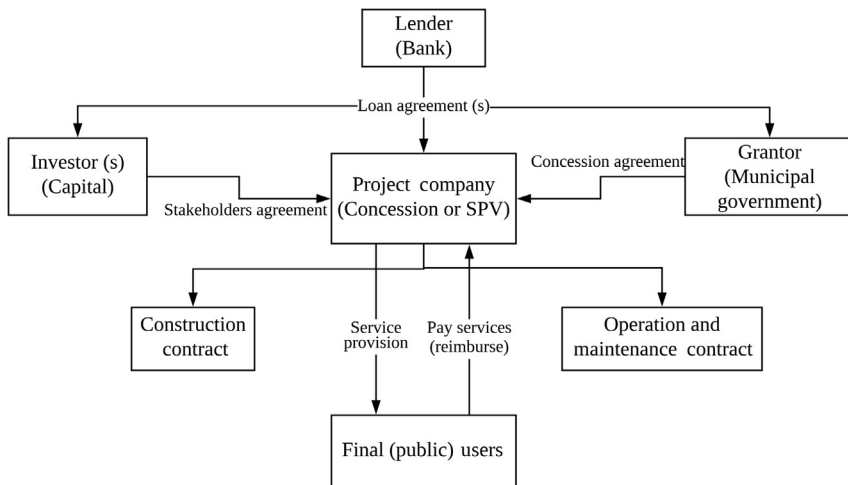 Lender
(Bank)
Loan agreement (s)
Investor (s)
(Capital)
Stakeholders agreement
Project company
(Concession or SPV)
Concession agreement
Grantor
(Municipal
government)
Construction
contract
Service
provision
Pay services
(reimburse)
Operation and
maintenance contract
Final (public) users